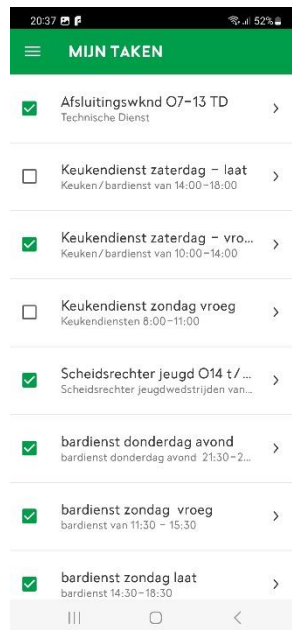 20:37 52%
MIJN TAKEN
Afsluitingswknd O7-13 TD
Technische Dienst
Keukendienst zaterdag - laat
Keuken/bardienst van 14:00-18:00
Keukendienst zaterdag - vro...
Keuken/bardienst van 10:00-14:00
Keukendienst zondag vroeg
Keukendiensten 8:00-11:00
Scheidsrechter jeugd O14 t/...
Scheidsrechter jeugdwedstrijden van...
bardienst donderdag avond
bardienst donderdag avond 21:30-2...
bardienst zondag vroeg
bardienst van 11:30 - 15:30
bardienst zondag laat
bardienst 14:30-18:30